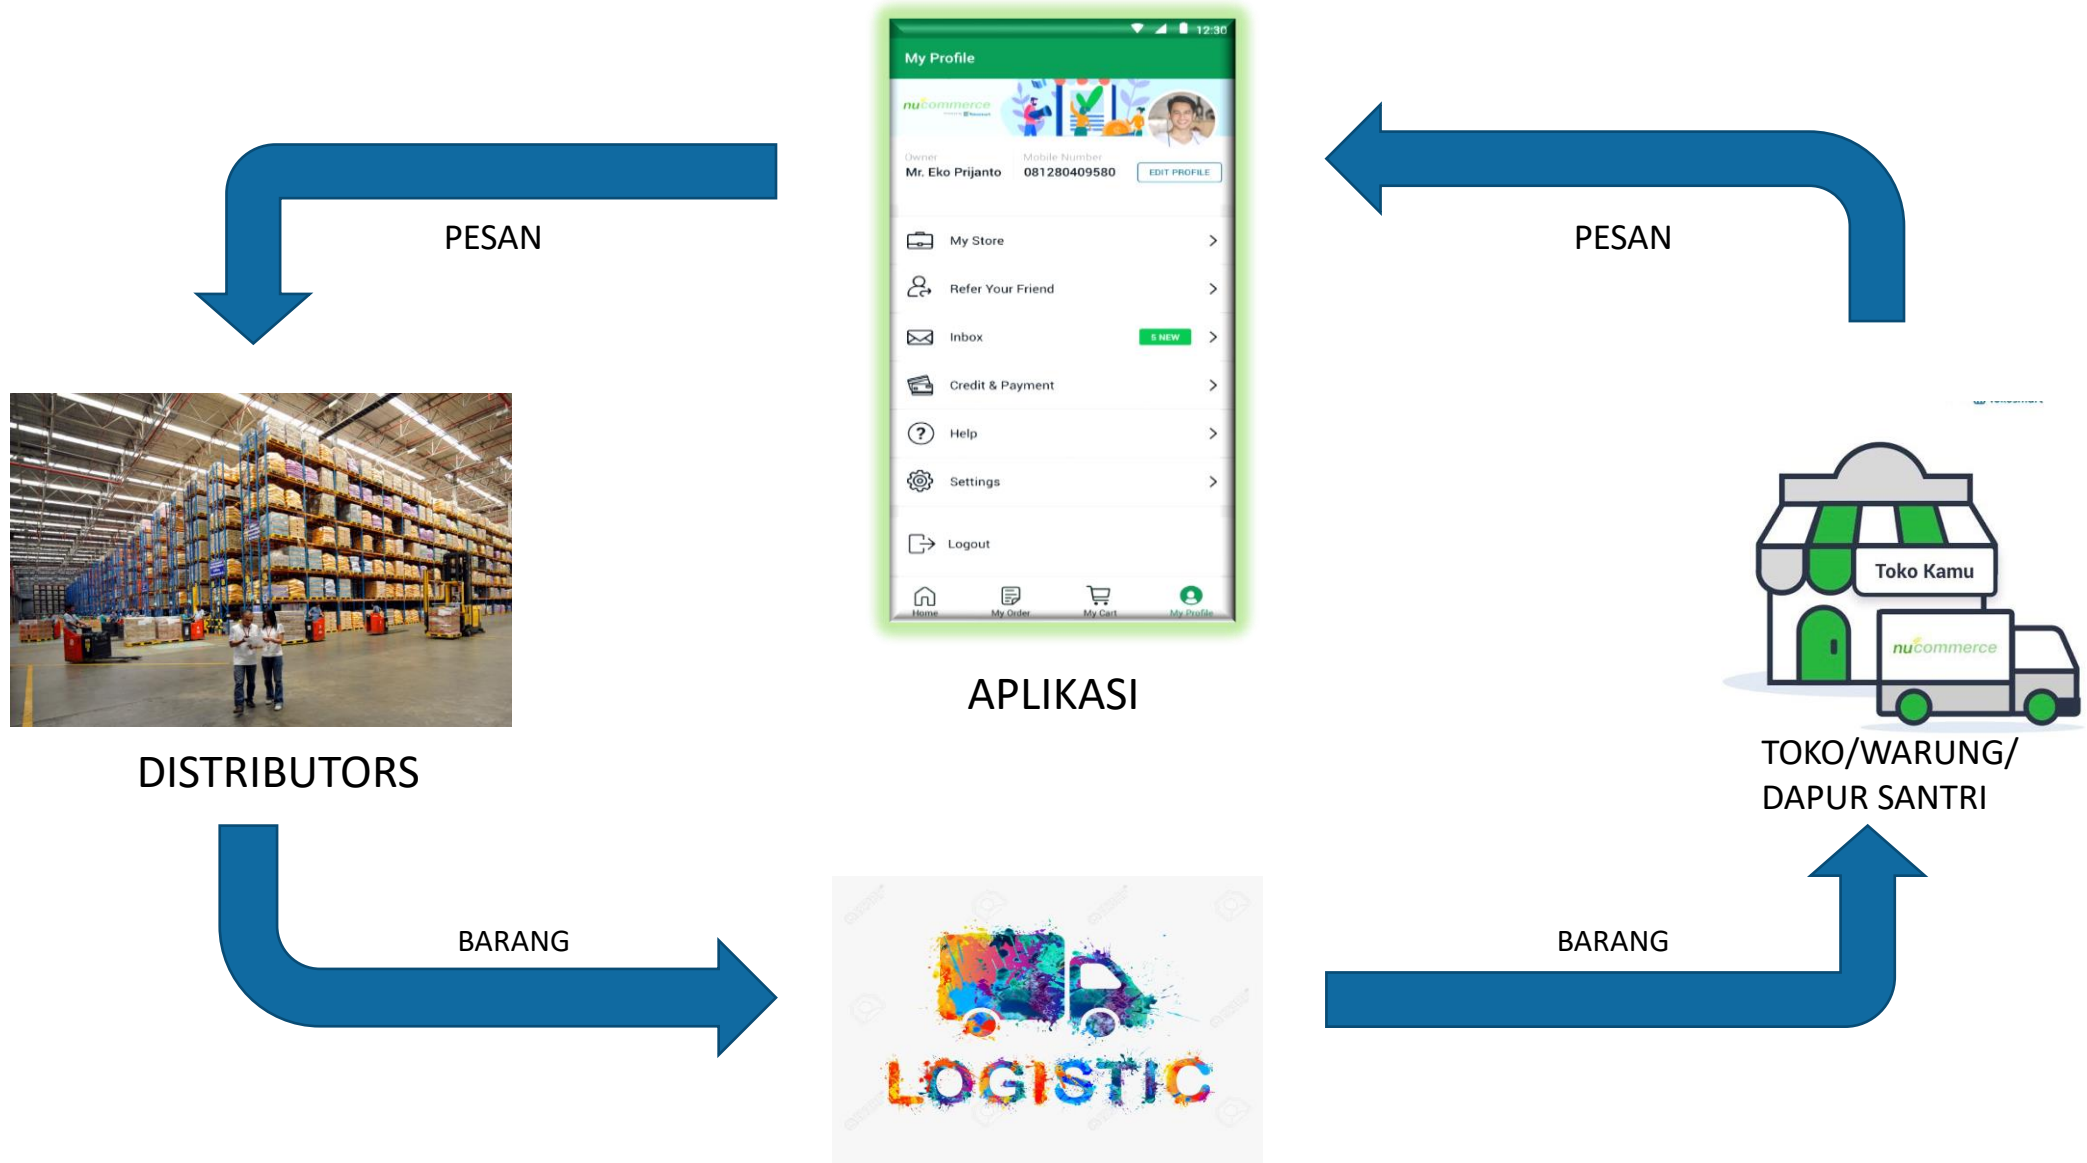 12:30
My Profile
nucommerce
Owner
Mobile Number
Mr. Eko Prijanto
081280409580
EDIT PROFILE
My Store
Refer Your Friend
Inbox
5 NEW
Credit & Payment
Help
Settings
Logout
Home
My Order
My Cart
My Profile
PESAN
PESAN
APLIKASI
DISTRIBUTORS
Toko Kamu
nucommerce
TOKO/WARUNG/
DAPUR SANTRI
BARANG
BARANG
LOGISTIC